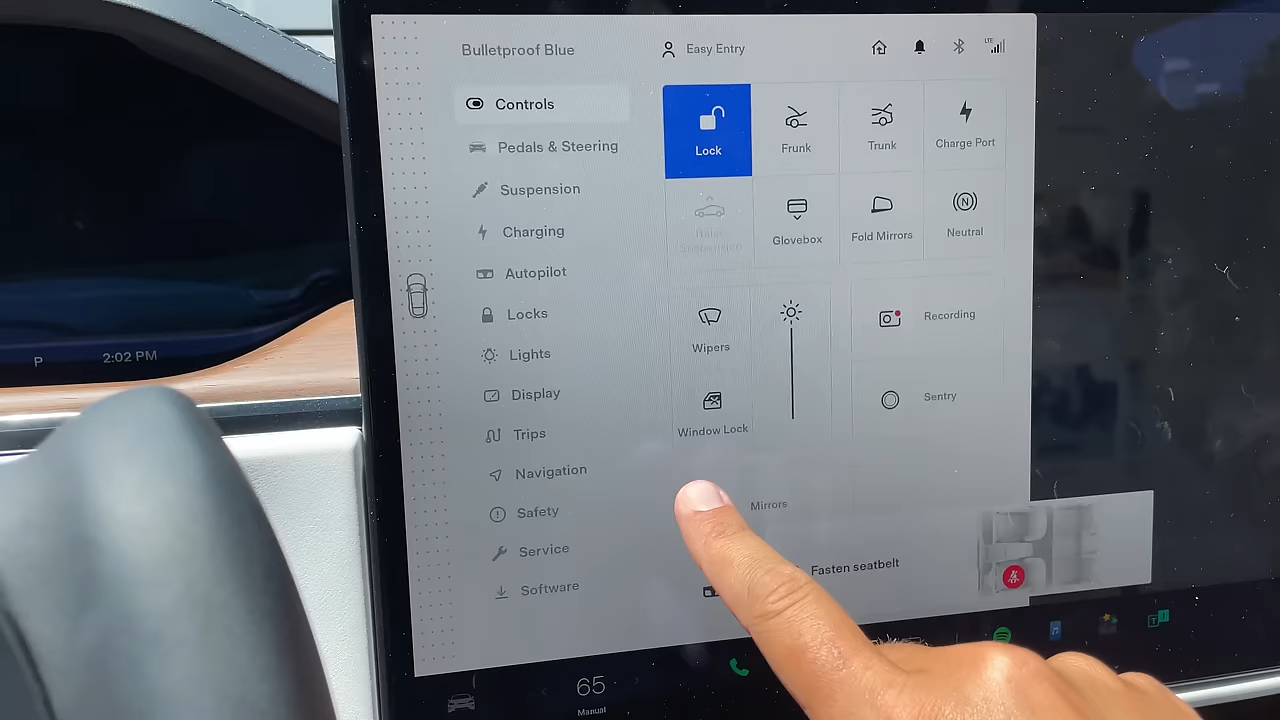 Bulletproof Blue
Easy Entry
LTE
Controls
Pedals & Steering
Suspension
Charging
Autopilot
Locks
Lights
Display
Trips
Navigation
Safety
Service
Software
Lock
Frunk
Trunk
Charge Port
Suspension
Glovebox
Fold Mirrors
N
Neutral
Wipers
Window Lock
Recording
Sentry
Mirrors
Fasten seatbelt
P
2:02 PM
65
Manual